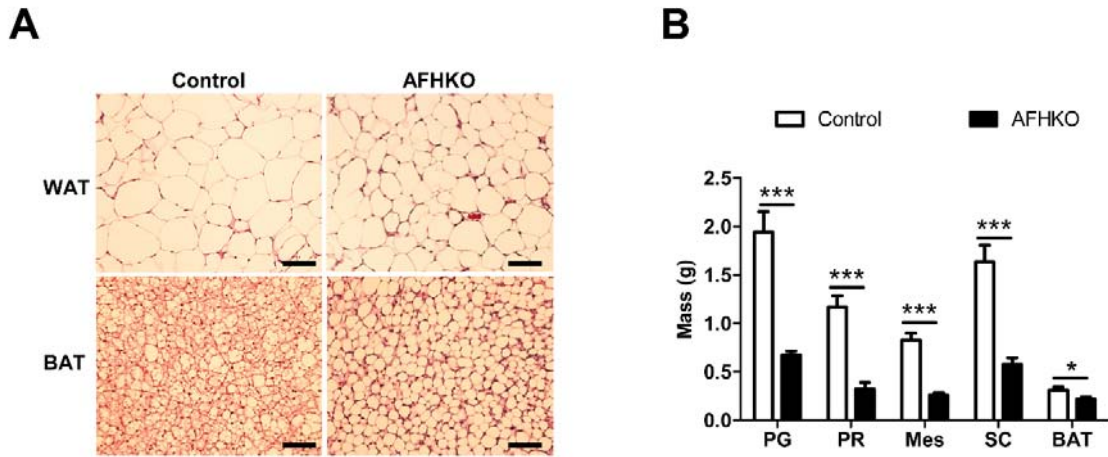 A
B
Control AFHKO
WAT
BAT
Control AFHKO
2.5
2.0
1.5
1.0
0.5
0.0
Mass (g)
*** *** *** *** *
PG PR Mes SC BAT